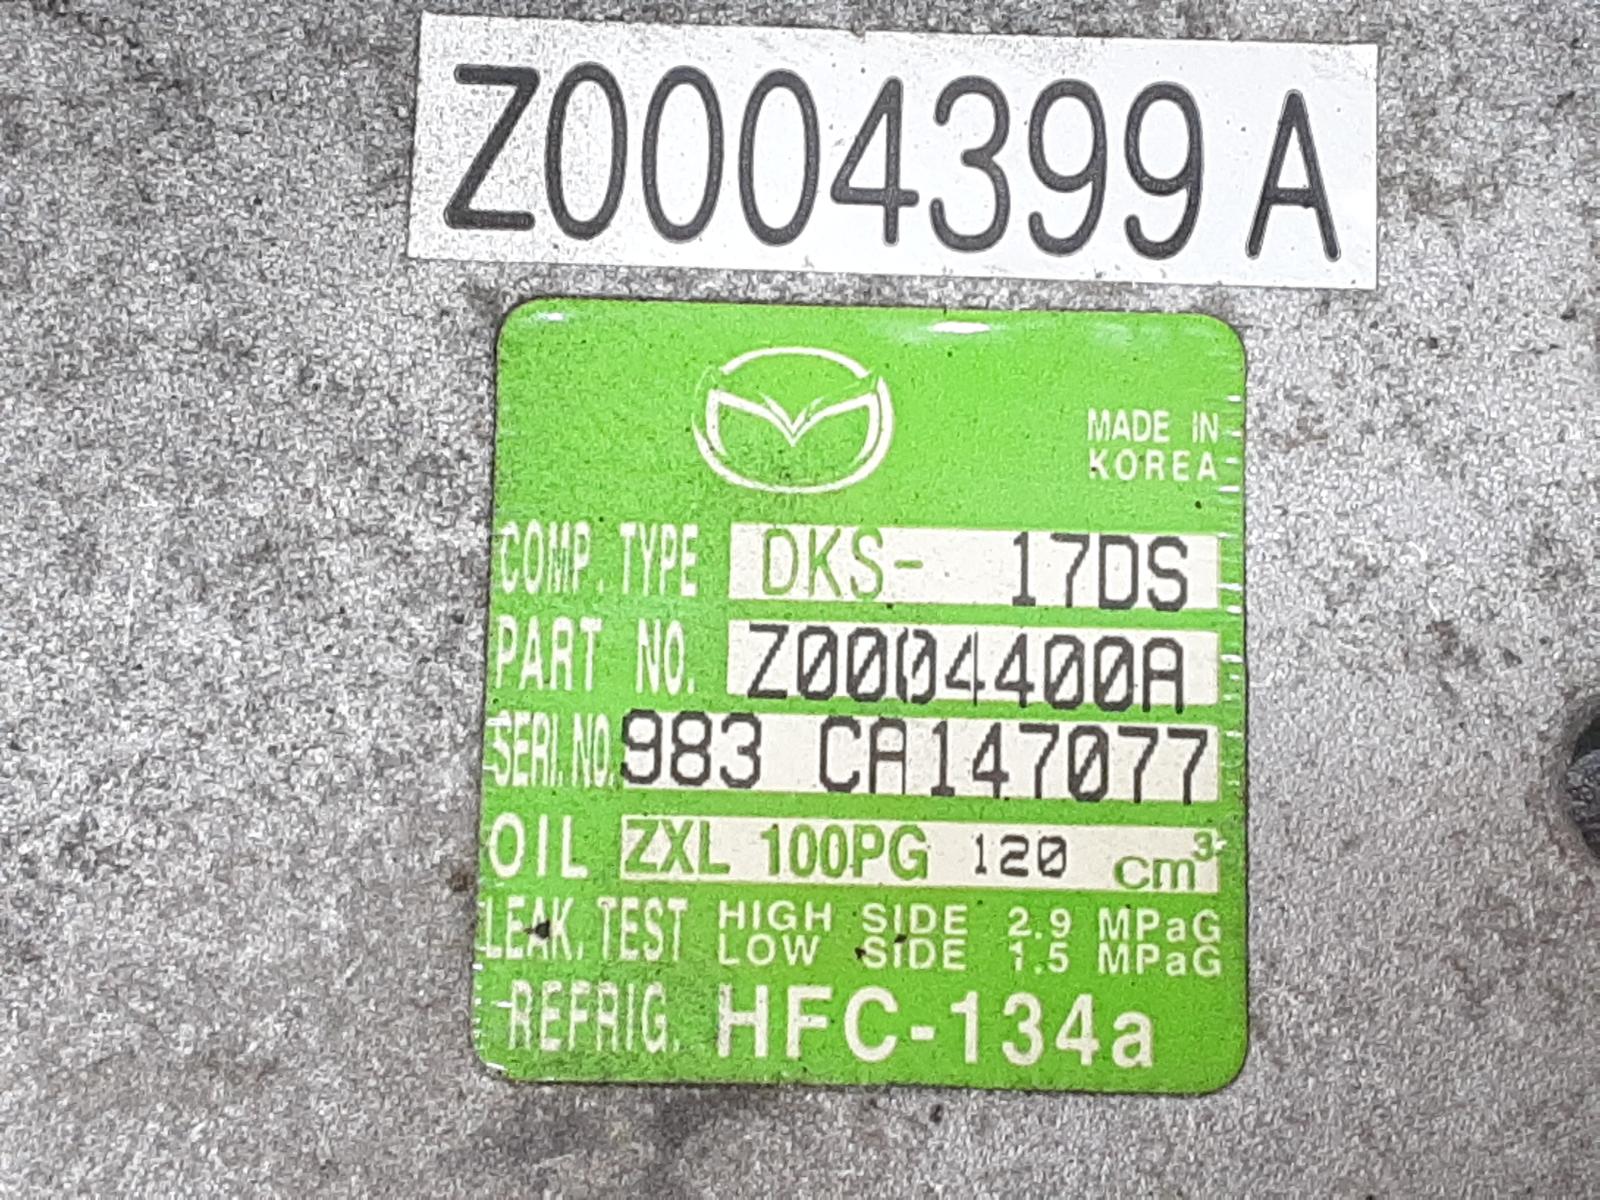 Z0004399 A
MADE IN
KOREA
COMP. TYPE DKS- 17DS
PART NO. Z0004400A
SERI. NO. 983 CA147077
OIL ZXL 100PG 120 cm³
LEAK. TEST HIGH SIDE 2.9 MPaG
LOW SIDE 1.5 MPaG
REFRIG. HFC-134a